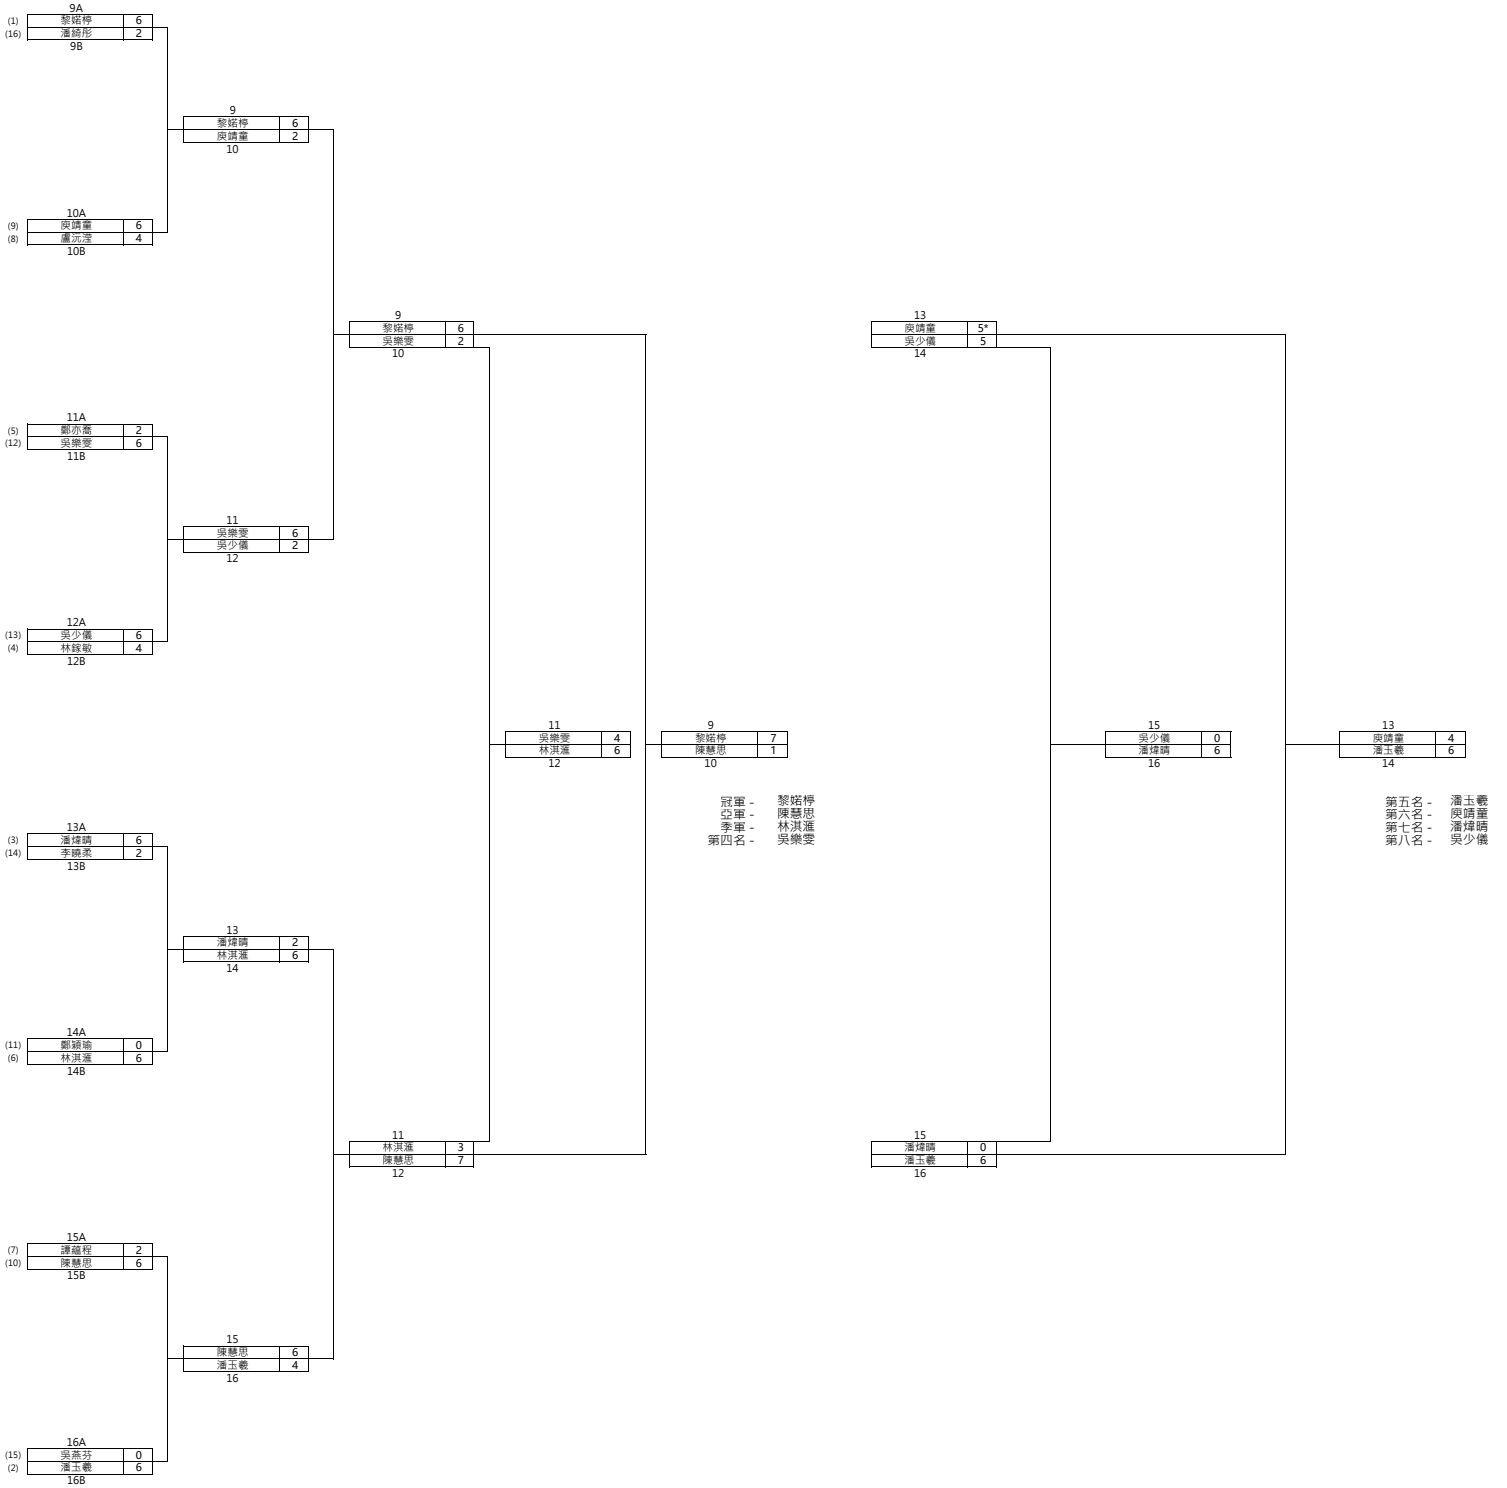 9A
(1) 黎婼楟 6
(16) 潘綺彤 2
9B
9
黎婼楟 6
庾靖童 2
10
10A
(9) 庾靖童 6
(8) 盧沅滢 4
10B
9
黎婼楟 6
吳樂雯 2
10
11A
(5) 鄭亦喬 2
(12) 吳樂雯 6
11B
11
吳樂雯 6
吳少儀 2
12
12A
(13) 吳少儀 6
(4) 林鎵敏 4
12B
11
吳樂雯 4
林淇滙 6
12
9
黎婼楟 7
陳慧思 1
10
冠軍 - 黎婼楟
亞軍 - 陳慧思
季軍 - 林淇滙
第四名 - 吳樂雯
13A
(3) 潘煒晴 6
(14) 李曉柔 2
13B
13
潘煒晴 2
林淇滙 6
14
14A
(11) 鄭穎瑜 0
(6) 林淇滙 6
14B
11
林淇滙 3
陳慧思 7
12
15A
(7) 譚蘊程 2
(10) 陳慧思 6
15B
15
陳慧思 6
潘玉羲 4
16
16A
(15) 吳燕芬 0
(2) 潘玉羲 6
16B
13
庾靖童 5*
吳少儀 5
14
15
吳少儀 0
潘煒晴 6
16
13
庾靖童 4
潘玉羲 6
14
第五名 - 潘玉羲
第六名 - 庾靖童
第七名 - 潘煒晴
第八名 - 吳少儀
15
潘煒晴 0
潘玉羲 6
16